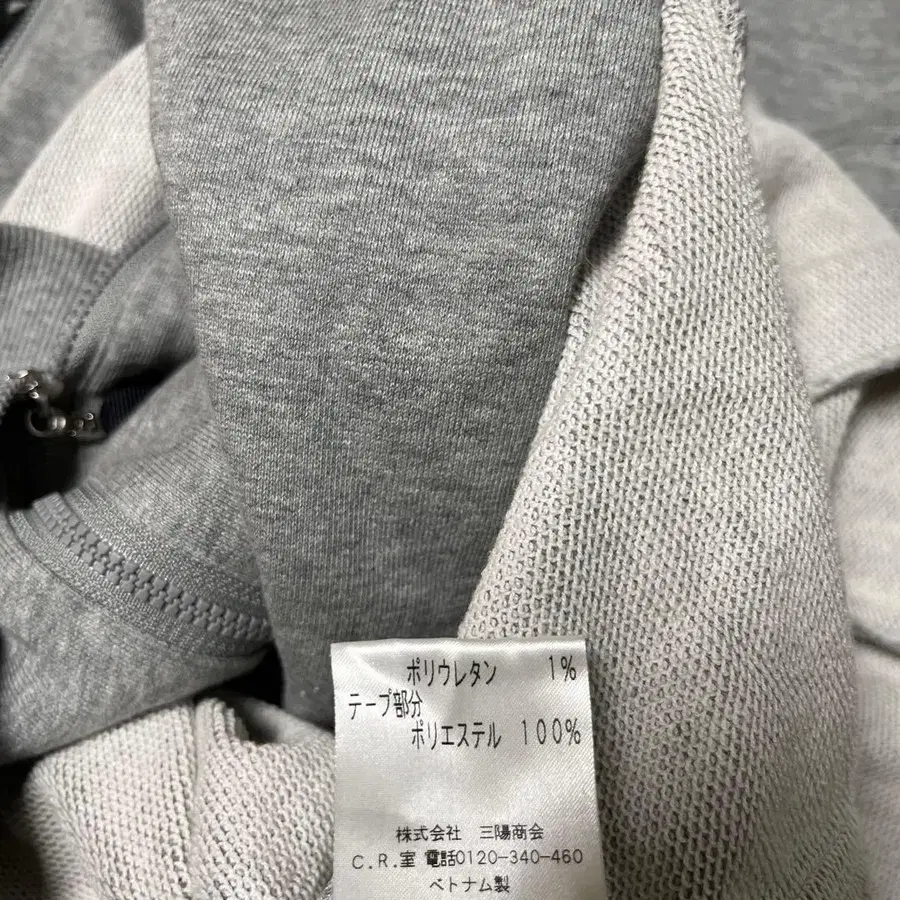 ポリウレタン 1%
テープ部分
ポリエステル 100%
株式会社 三陽商会
C.R.室 電話0120-340-460
ベトナム製